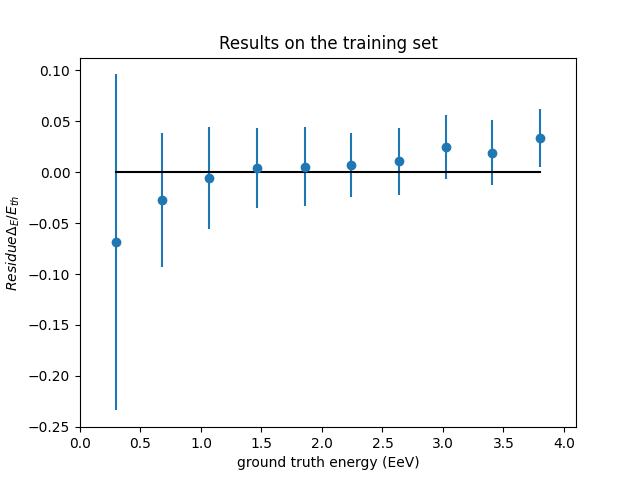 Results on the training set
0.10
0.05
0.00
−0.05
−0.10
−0.15
−0.20
−0.25
ResidueΔ_E/E_th
0.0 0.5 1.0 1.5 2.0 2.5 3.0 3.5 4.0
ground truth energy (EeV)